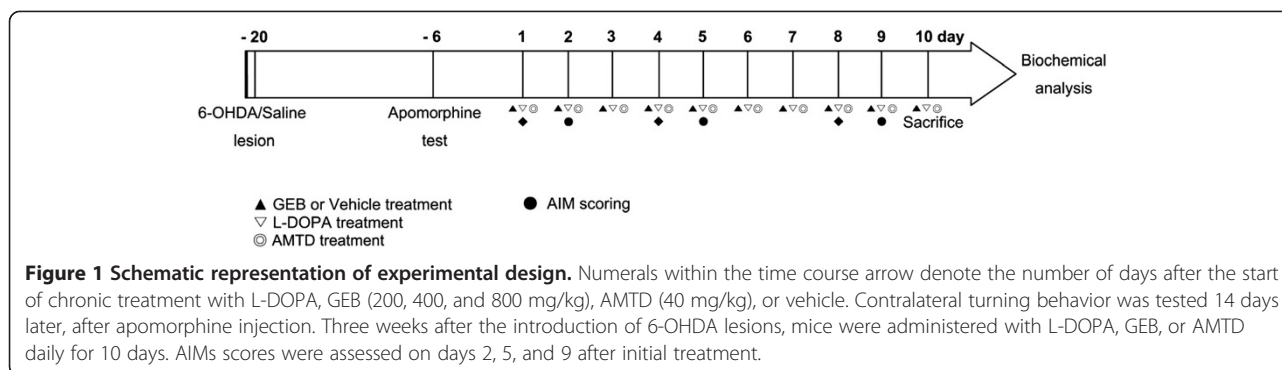 - 20 - 6 1 2 3 4 5 6 7 8 9 10 day
Biochemical
analysis
6-OHDA/Saline
lesion
Apomorphine
test
Sacrifice
▲ GEB or Vehicle treatment
▽ L-DOPA treatment
◎ AMTD treatment
● AIM scoring
Figure 1 Schematic representation of experimental design. Numerals within the time course arrow denote the number of days after the start
of chronic treatment with L-DOPA, GEB (200, 400, and 800 mg/kg), AMTD (40 mg/kg), or vehicle. Contralateral turning behavior was tested 14 days
later, after apomorphine injection. Three weeks after the introduction of 6-OHDA lesions, mice were administered with L-DOPA, GEB, or AMTD
daily for 10 days. AIMs scores were assessed on days 2, 5, and 9 after initial treatment.